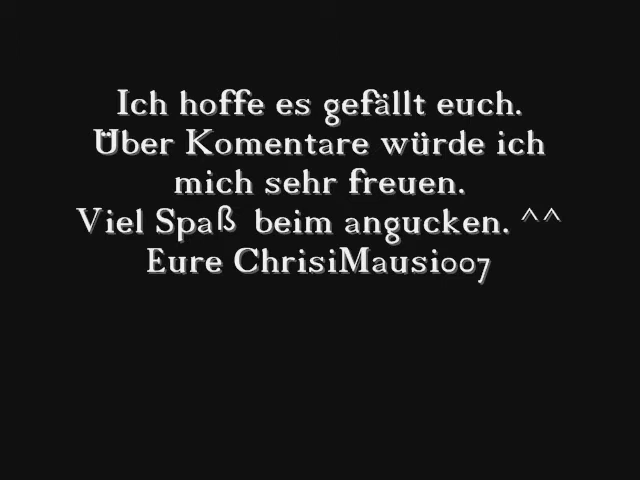 Ich hoffe es gefällt euch.
Über Komentare würde ich
mich sehr freuen.
Viel Spaß beim angucken. ^^
Eure ChrisiMausi007